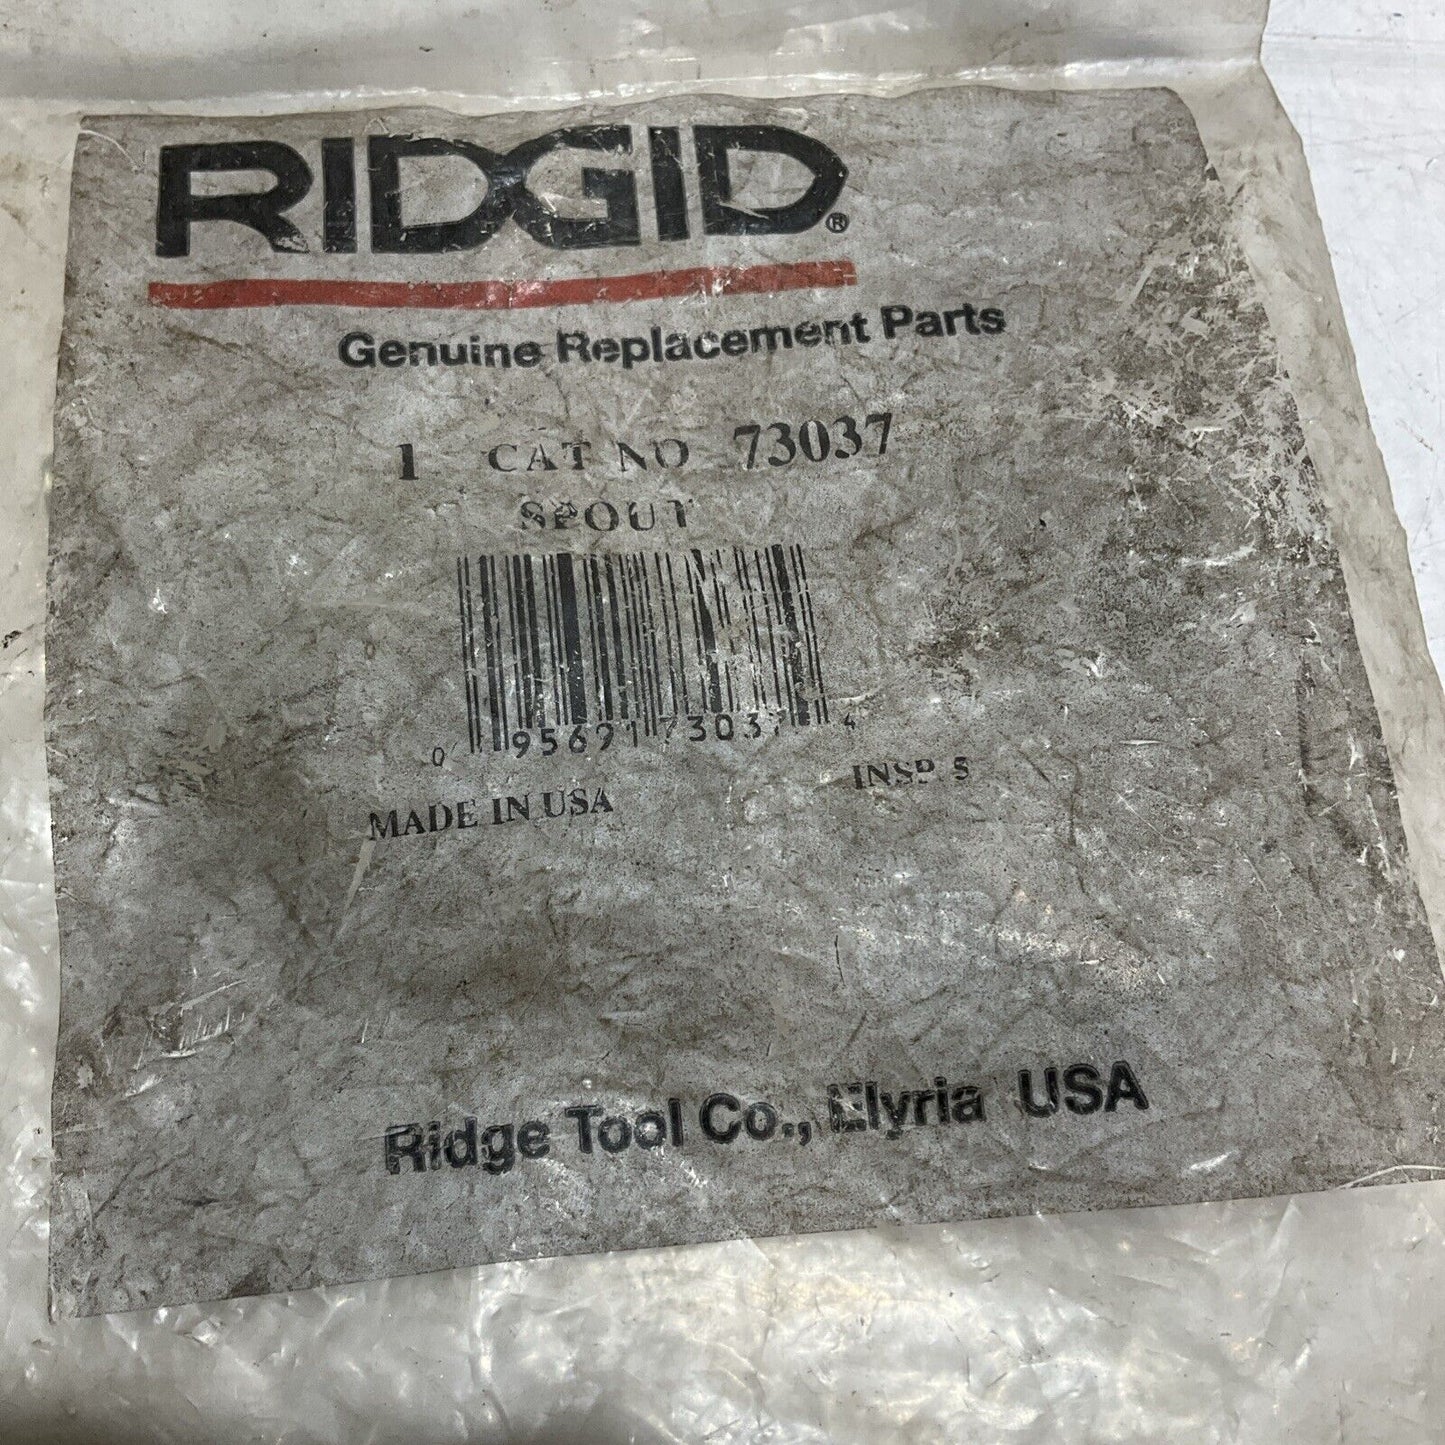 RIDGID®
Genuine Replacement Parts
1 CAT NO 73037
SPOUT
0 95691 73037 4
MADE IN USA
INSP. 5
Ridge Tool Co., Elyria USA